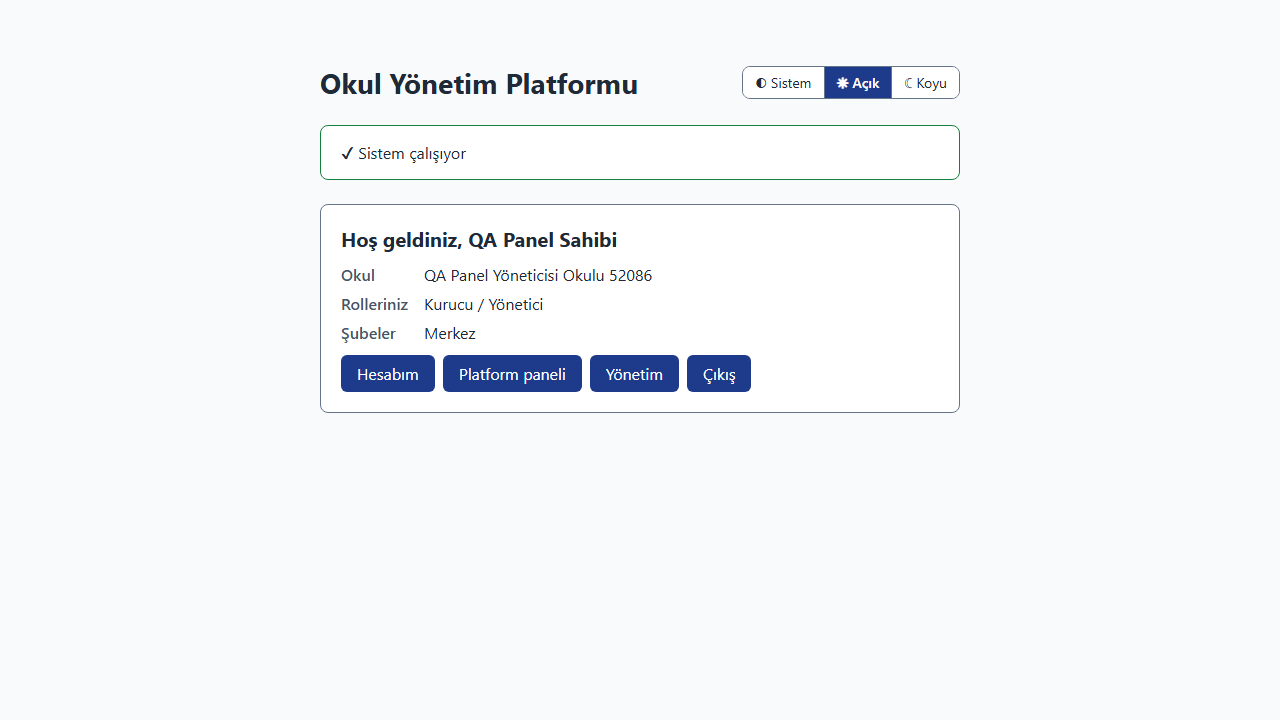 Okul Yönetim Platformu
◐ Sistem
❋ Açık
☾ Koyu
✓ Sistem çalışıyor
Hoş geldiniz, QA Panel Sahibi
Okul QA Panel Yöneticisi Okulu 52086
Rolleriniz Kurucu / Yönetici
Şubeler Merkez
Hesabım
Platform paneli
Yönetim
Çıkış